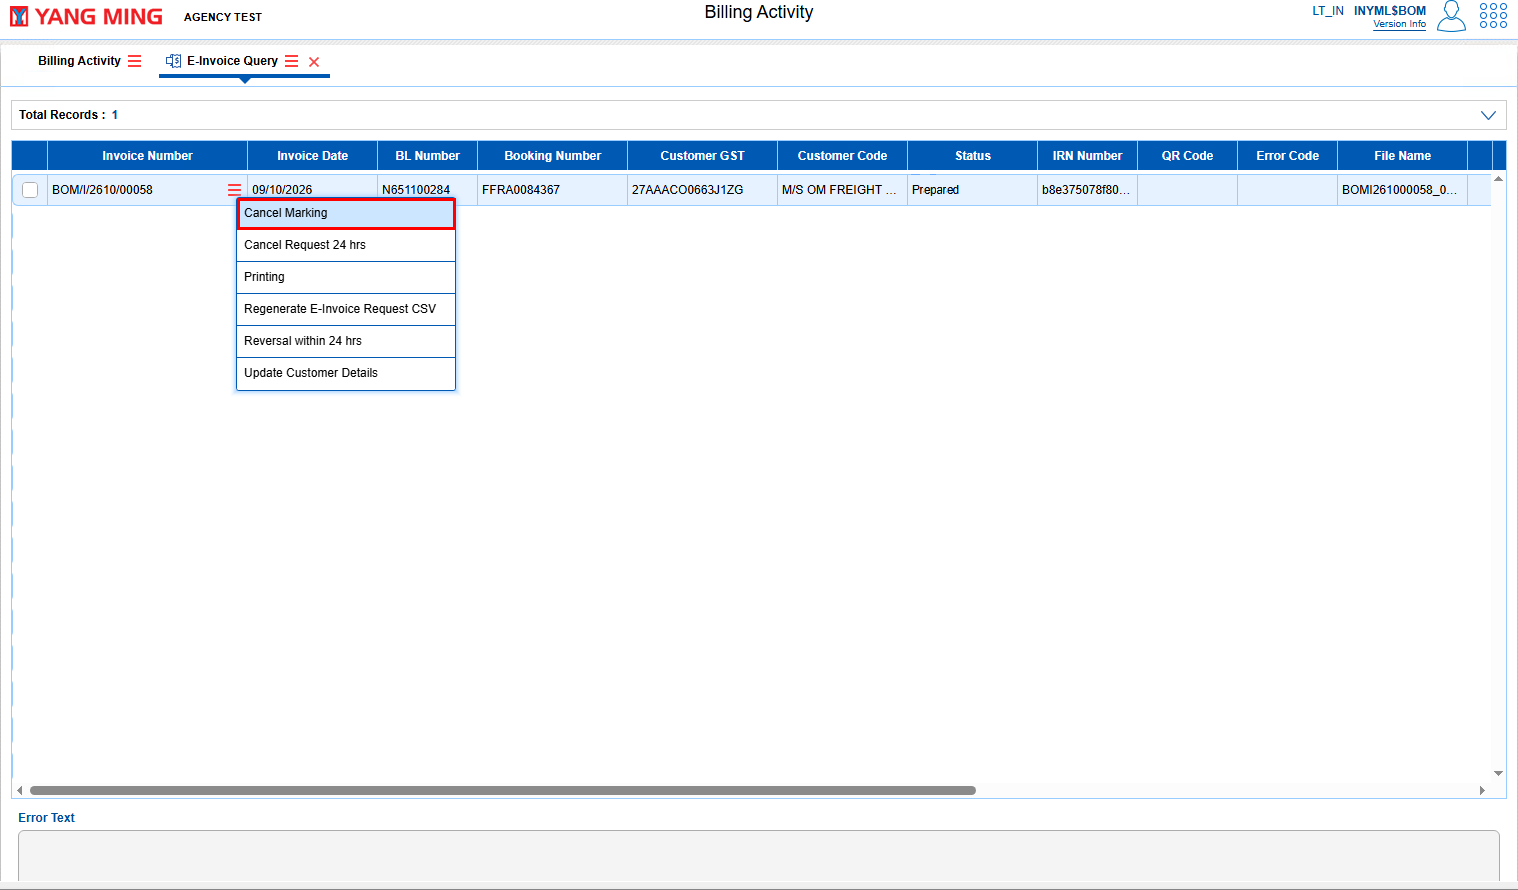 YANG MING AGENCY TEST
Billing Activity
LT_IN INYML$BOM
Version Info
Billing Activity
E-Invoice Query
Total Records : 1
Invoice Number Invoice Date BL Number Booking Number Customer GST Customer Code Status IRN Number QR Code Error Code File Name
BOM/I/2610/00058 09/10/2026 N651100284 FFRA0084367 27AAACO0663J1ZG M/S OM FREIGHT ... Prepared b8e375078f80... BOMI261000058_0...
Cancel Marking
Cancel Request 24 hrs
Printing
Regenerate E-Invoice Request CSV
Reversal within 24 hrs
Update Customer Details
Error Text